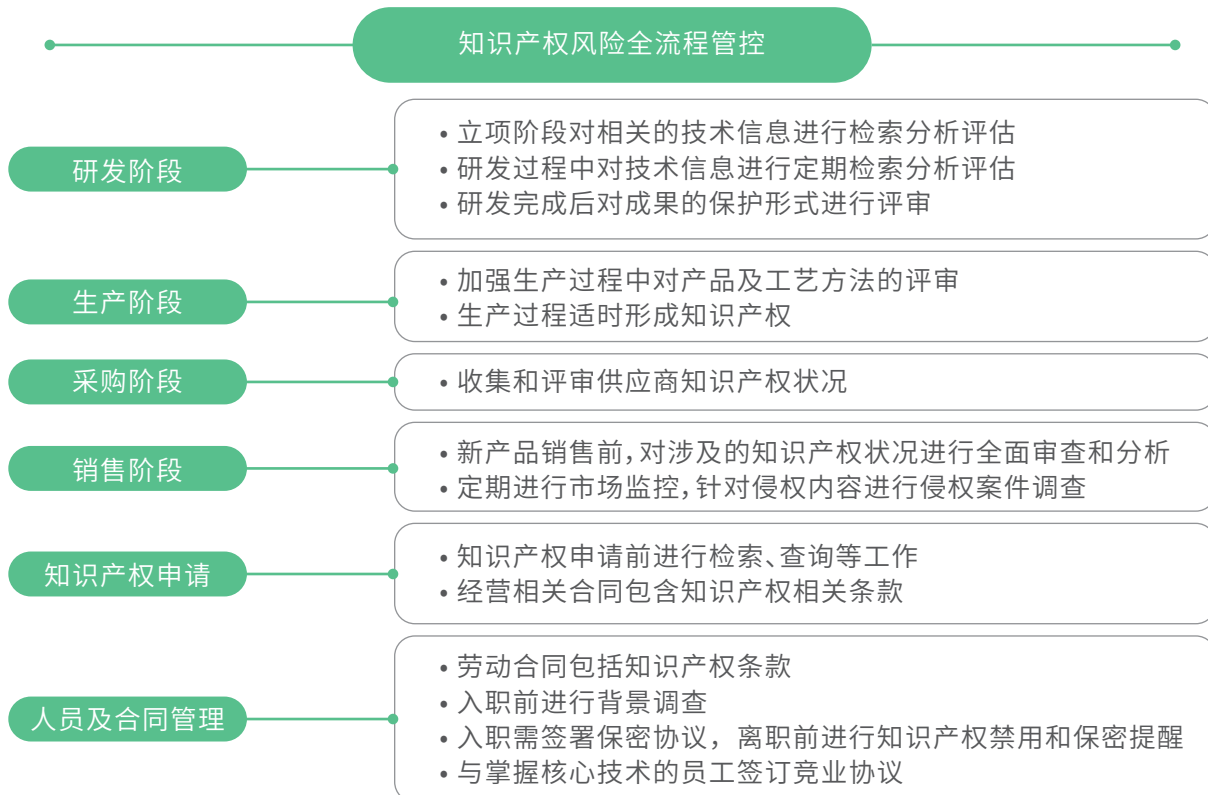 知识产权风险全流程管控
研发阶段
• 立项阶段对相关的技术信息进行检索分析评估
• 研发过程中对技术信息进行定期检索分析评估
• 研发完成后对成果的保护形式进行评审
生产阶段
• 加强生产过程中对产品及工艺方法的评审
• 生产过程适时形成知识产权
采购阶段
• 收集和评审供应商知识产权状况
销售阶段
• 新产品销售前，对涉及的知识产权状况进行全面审查和分析
• 定期进行市场监控，针对侵权内容进行侵权案件调查
知识产权申请
• 知识产权申请前进行检索、查询等工作
• 经营相关合同包含知识产权相关条款
人员及合同管理
• 劳动合同包括知识产权条款
• 入职前进行背景调查
• 入职需签署保密协议，离职前进行知识产权禁用和保密提醒
• 与掌握核心技术的员工签订竞业协议